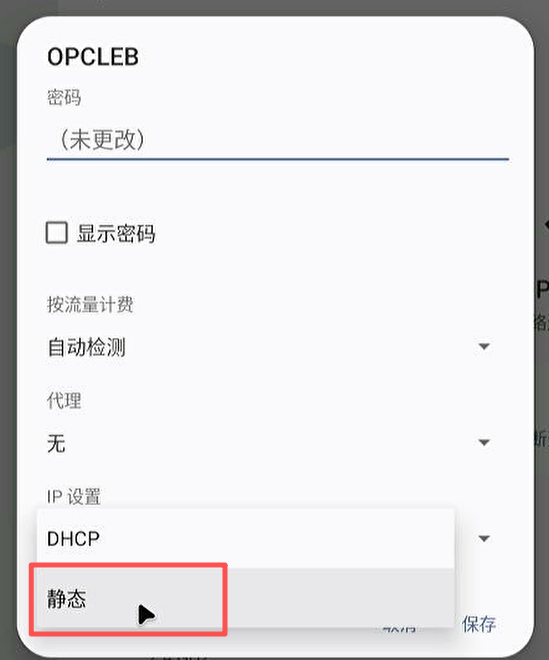 OPCLEB
密码
（未更改）
显示密码
按流量计费
自动检测
代理
无
IP 设置
DHCP
静态
取消
保存